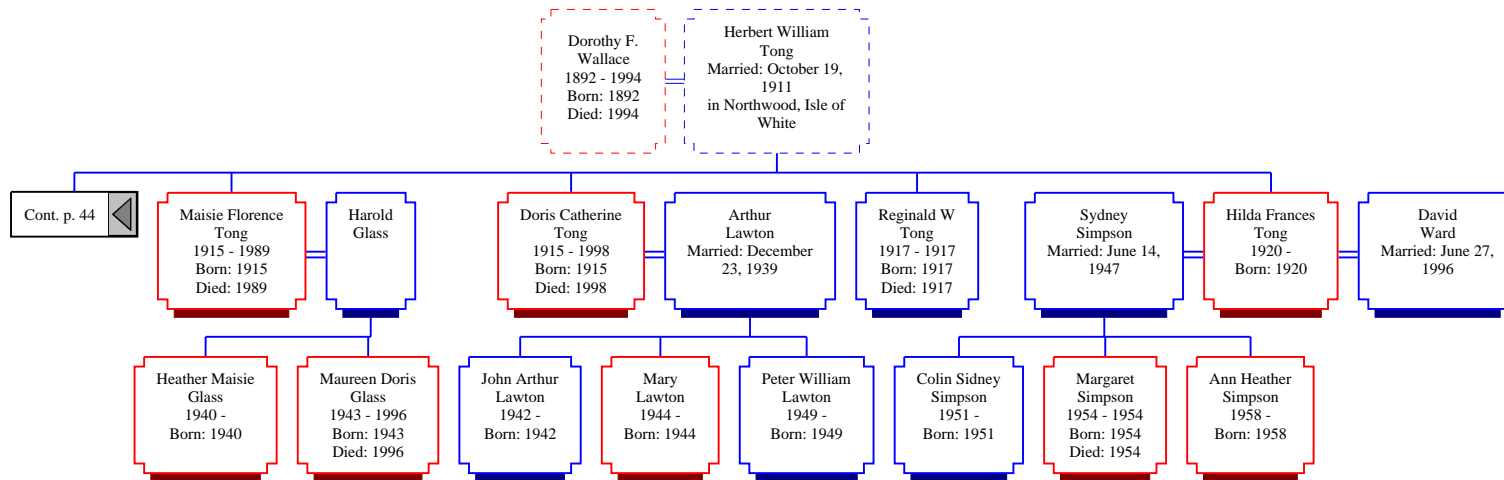 Dorothy F.
Wallace
1892 - 1994
Born: 1892
Died: 1994
Herbert William
Tong
Married: October 19,
1911
in Northwood, Isle of
White
Cont. p. 44
Maisie Florence
Tong
1915 - 1989
Born: 1915
Died: 1989
Harold
Glass
Doris Catherine
Tong
1915 - 1998
Born: 1915
Died: 1998
Arthur
Lawton
Married: December
23, 1939
Reginald W
Tong
1917 - 1917
Born: 1917
Died: 1917
Sydney
Simpson
Married: June 14,
1947
Hilda Frances
Tong
1920 -
Born: 1920
David
Ward
Married: June 27,
1996
Heather Maisie
Glass
1940 -
Born: 1940
Maureen Doris
Glass
1943 - 1996
Born: 1943
Died: 1996
John Arthur
Lawton
1942 -
Born: 1942
Mary
Lawton
1944 -
Born: 1944
Peter William
Lawton
1949 -
Born: 1949
Colin Sidney
Simpson
1951 -
Born: 1951
Margaret
Simpson
1954 - 1954
Born: 1954
Died: 1954
Ann Heather
Simpson
1958 -
Born: 1958